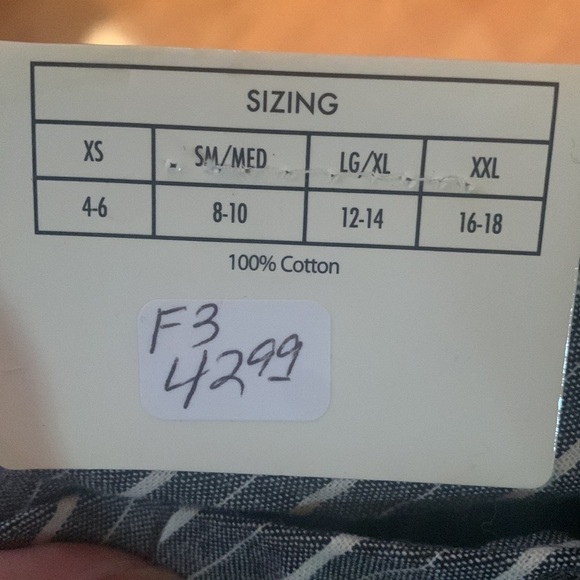 SIZING
XS SM/MED LG/XL XXL
4-6 8-10 12-14 16-18
100% Cotton
F3
4299